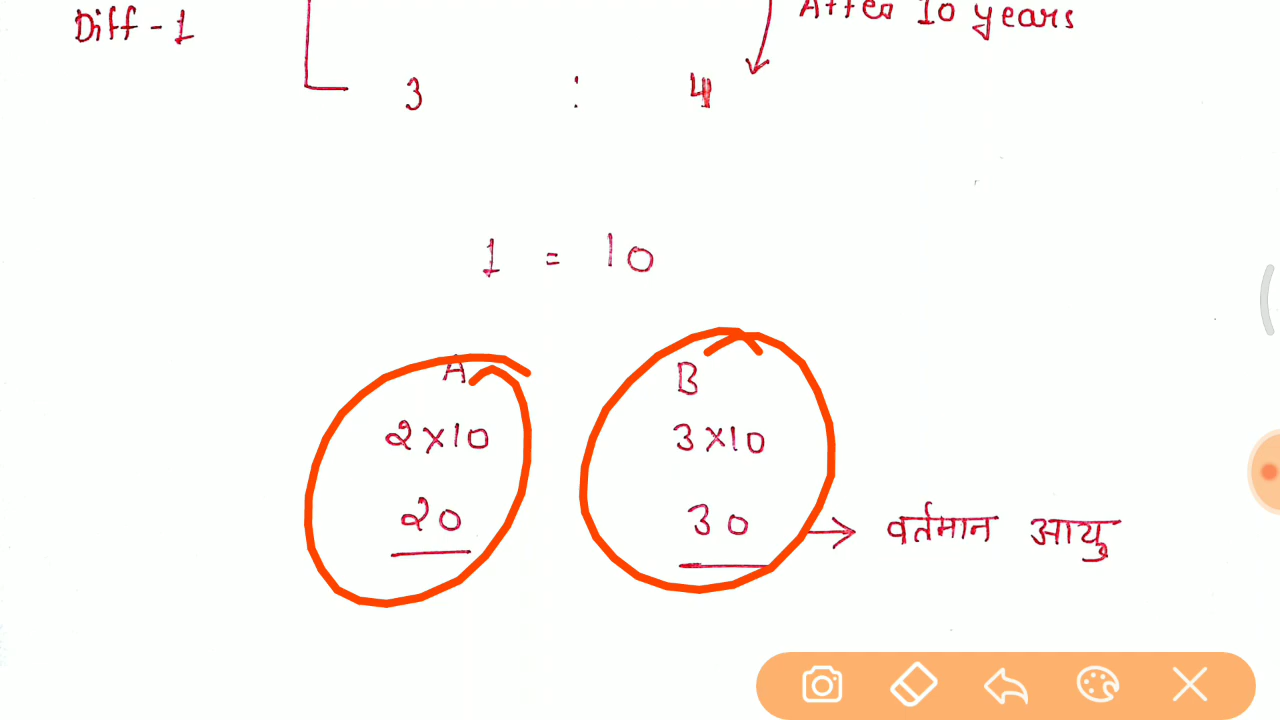 After 10 years
Diff - 1
3 : 4
1 = 10
A B
2×10 3×10
20 30 → वर्तमान आयु